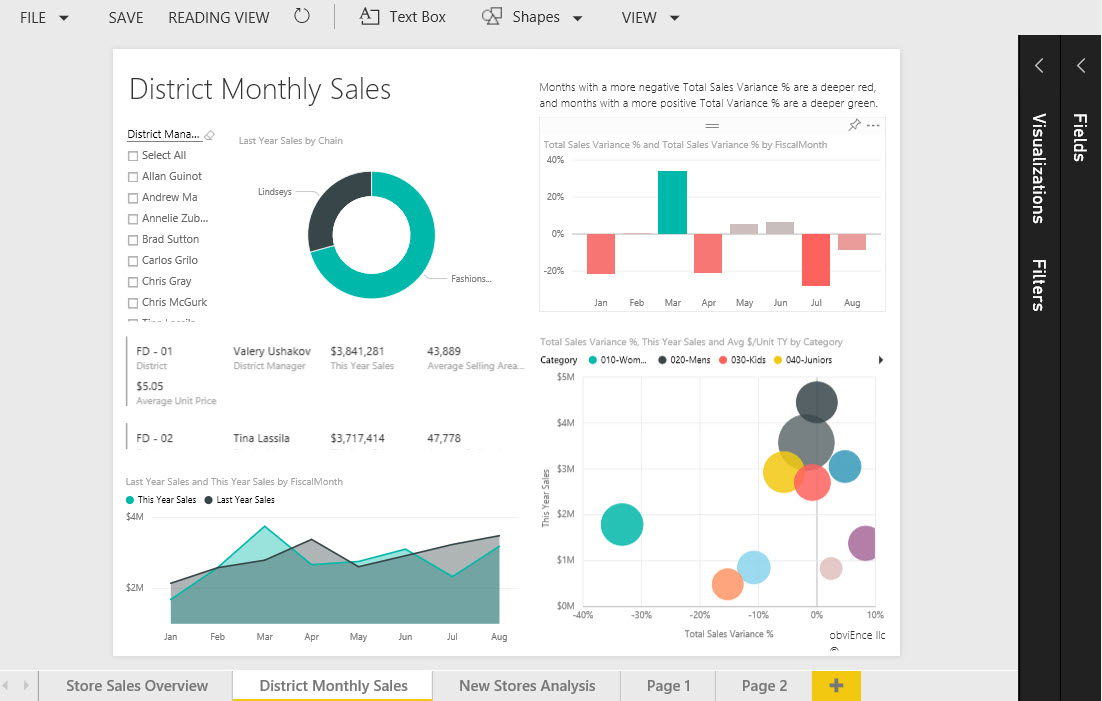 FILE SAVE READING VIEW Text Box Shapes VIEW
District Monthly Sales
Months with a more negative Total Sales Variance % are a deeper red,
and months with a more positive Total Variance % are a deeper green.
District Mana...
Select All
Allan Guinot
Andrew Ma
Annelie Zub...
Brad Sutton
Carlos Grilo
Chris Gray
Chris McGurk
Last Year Sales by Chain
Lindseys
Fashions...
Total Sales Variance % and Total Sales Variance % by FiscalMonth
40%
20%
0%
-20%
Jan Feb Mar Apr May Jun Jul Aug
FD - 01 Valery Ushakov $3,841,281 43,889
District District Manager This Year Sales Average Selling Area...
$5.05
Average Unit Price
FD - 02 Tina Lassila $3,717,414 47,778
Total Sales Variance %, This Year Sales and Avg $/Unit TY by Category
Category 010-Wom... 020-Mens 030-Kids 040-Juniors
$5M
$4M
$3M
$2M
$1M
$0M
This Year Sales
-40% -30% -20% -10% 0% 10%
Total Sales Variance %
obviEnce llc
©
Last Year Sales and This Year Sales by FiscalMonth
This Year Sales Last Year Sales
$4M
$2M
Jan Feb Mar Apr May Jun Jul Aug
Visualizations
Filters
Fields
Store Sales Overview District Monthly Sales New Stores Analysis Page 1 Page 2